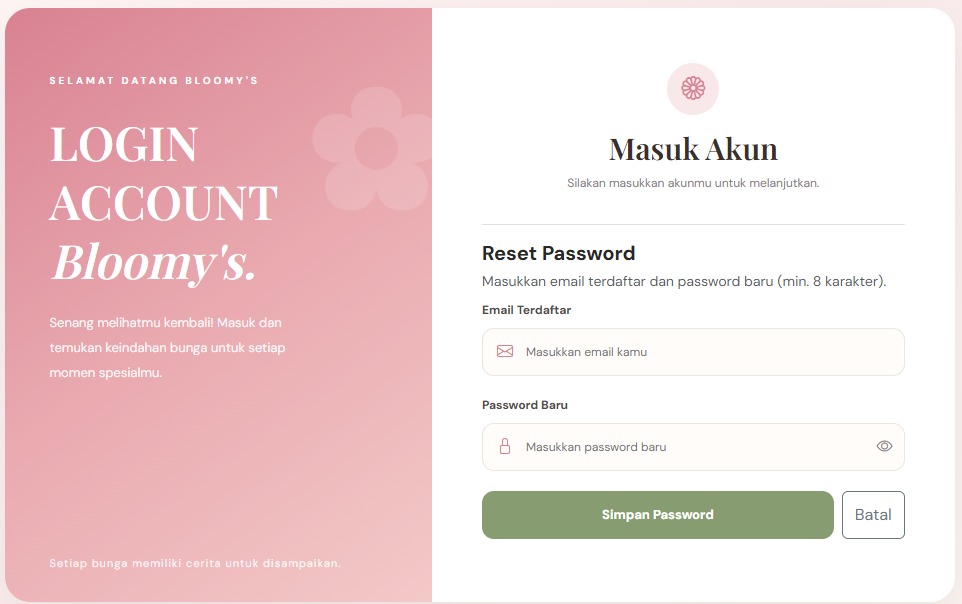 SELAMAT DATANG BLOOMY'S
LOGIN
ACCOUNT
Bloomy's.
Senang melihatmu kembali! Masuk dan
temukan keindahan bunga untuk setiap
momen spesialmu.
Setiap bunga memiliki cerita untuk disampaikan.
Masuk Akun
Silakan masukkan akunmu untuk melanjutkan.
Reset Password
Masukkan email terdaftar dan password baru (min. 8 karakter).
Email Terdaftar
Masukkan email kamu
Password Baru
Masukkan password baru
Simpan Password
Batal